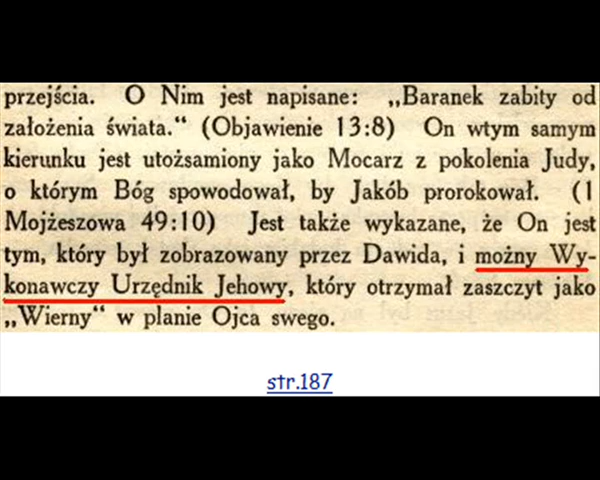 przejścia. O Nim jest napisane: „Baranek zabity od
założenia świata.“ (Objawienie 13:8) On wtym samym
kierunku jest utożsamiony jako Mocarz z pokolenia Judy,
o którym Bóg spowodował, by Jakób prorokował. (I
Mojżeszowa 49:10) Jest także wykazane, że On jest
tym, który był zobrazowany przez Dawida, i możny Wy-
konawczy Urzędnik Jehowy, który otrzymał zaszczyt jako
„Wierny“ w planie Ojca swego.
str.187